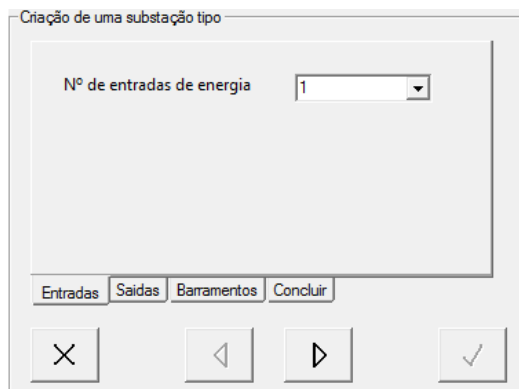 Criação de uma substação tipo
Nº de entradas de energia 1
Entradas Saidas Barramentos Concluir